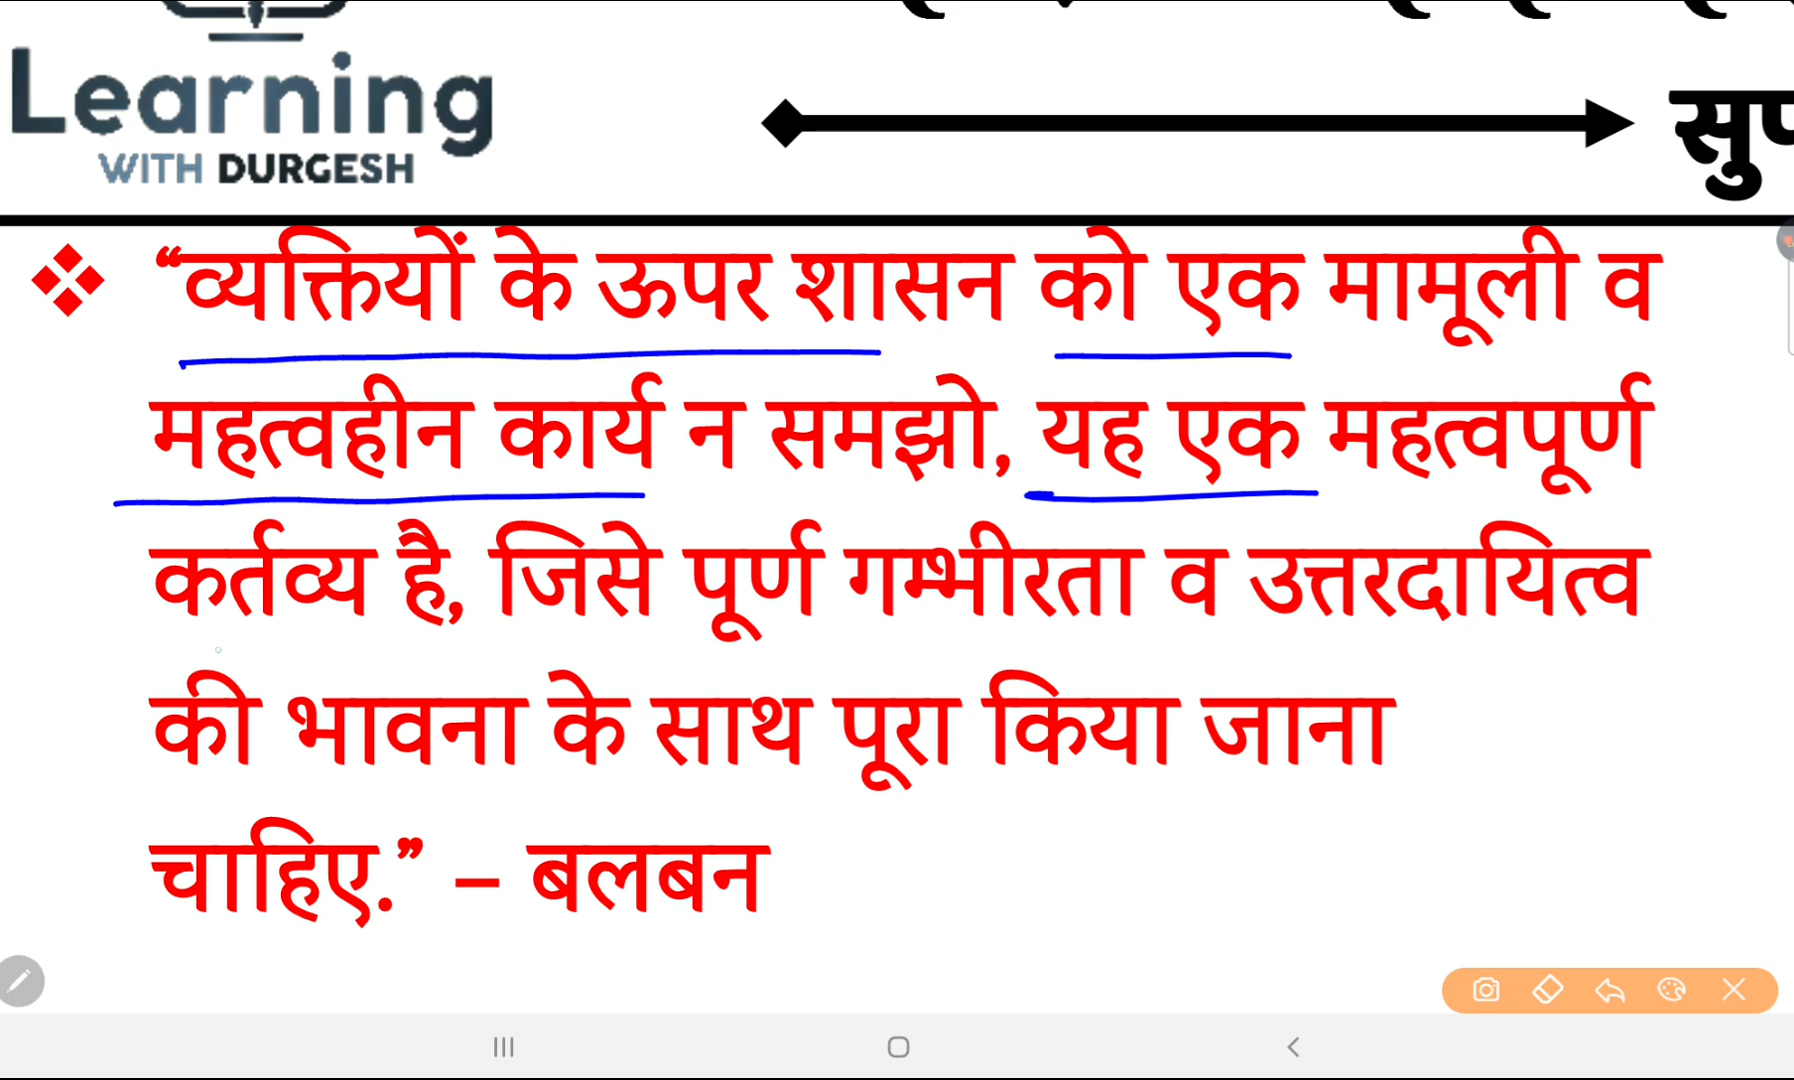 Learning
WITH DURGESH
❖ “व्यक्तियों के ऊपर शासन को एक मामूली व
महत्वहीन कार्य न समझो, यह एक महत्वपूर्ण
कर्तव्य है, जिसे पूर्ण गम्भीरता व उत्तरदायित्व
की भावना के साथ पूरा किया जाना
चाहिए.” – बलबन